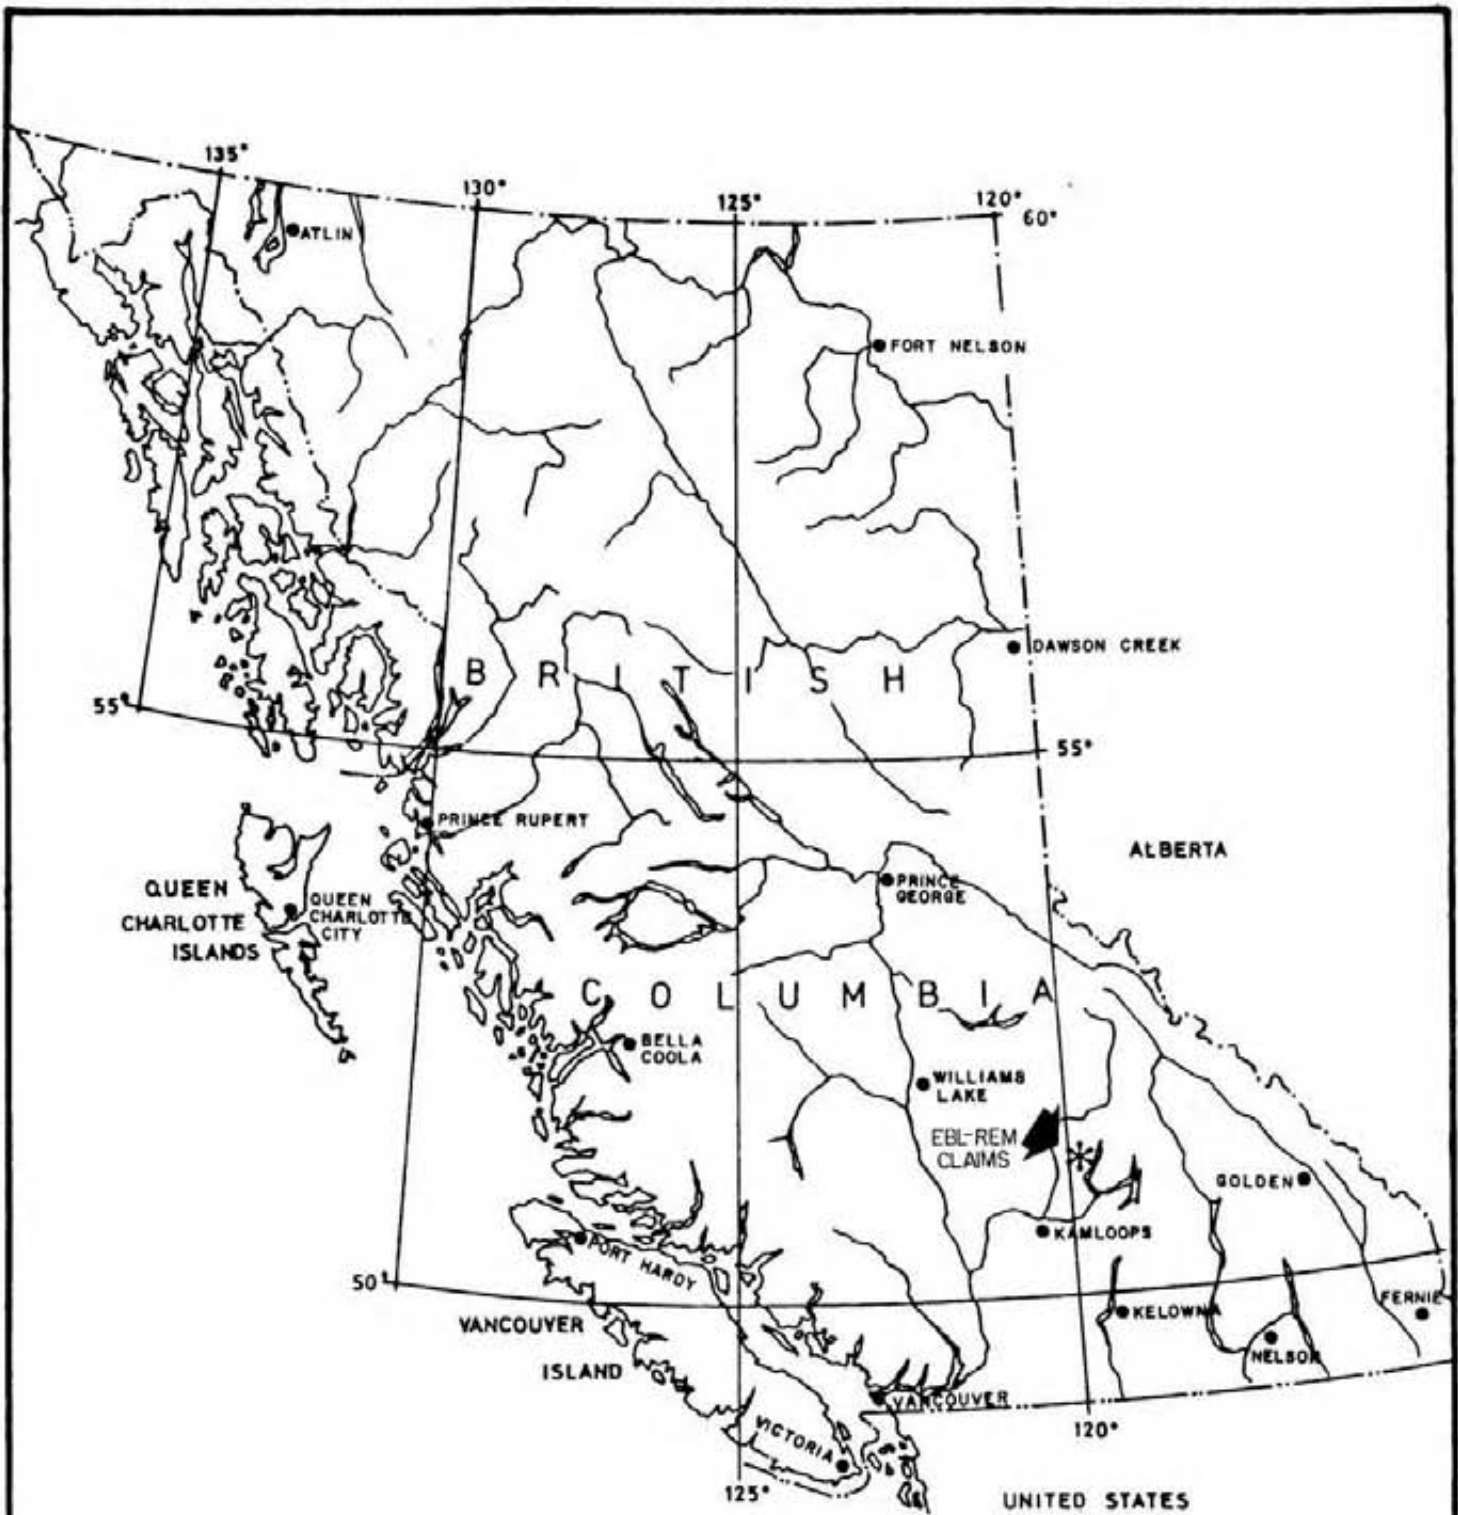 135°
130°
125°
120°
60°
ATLIN
FORT NELSON
DAWSON CREEK
BRITISH
55°
55°
PRINCE RUPERT
ALBERTA
QUEEN
CHARLOTTE
ISLANDS
QUEEN
CHARLOTTE
CITY
PRINCE
GEORGE
COLUMBIA
BELLA
COOLA
WILLIAMS
LAKE
EBL-REM
CLAIMS
*
GOLDEN
KAMLOOPS
PORT HARDY
50°
VANCOUVER
ISLAND
KELOWNA
FERNIE
NELSON
VANCOUVER
120°
VICTORIA
125°
UNITED STATES